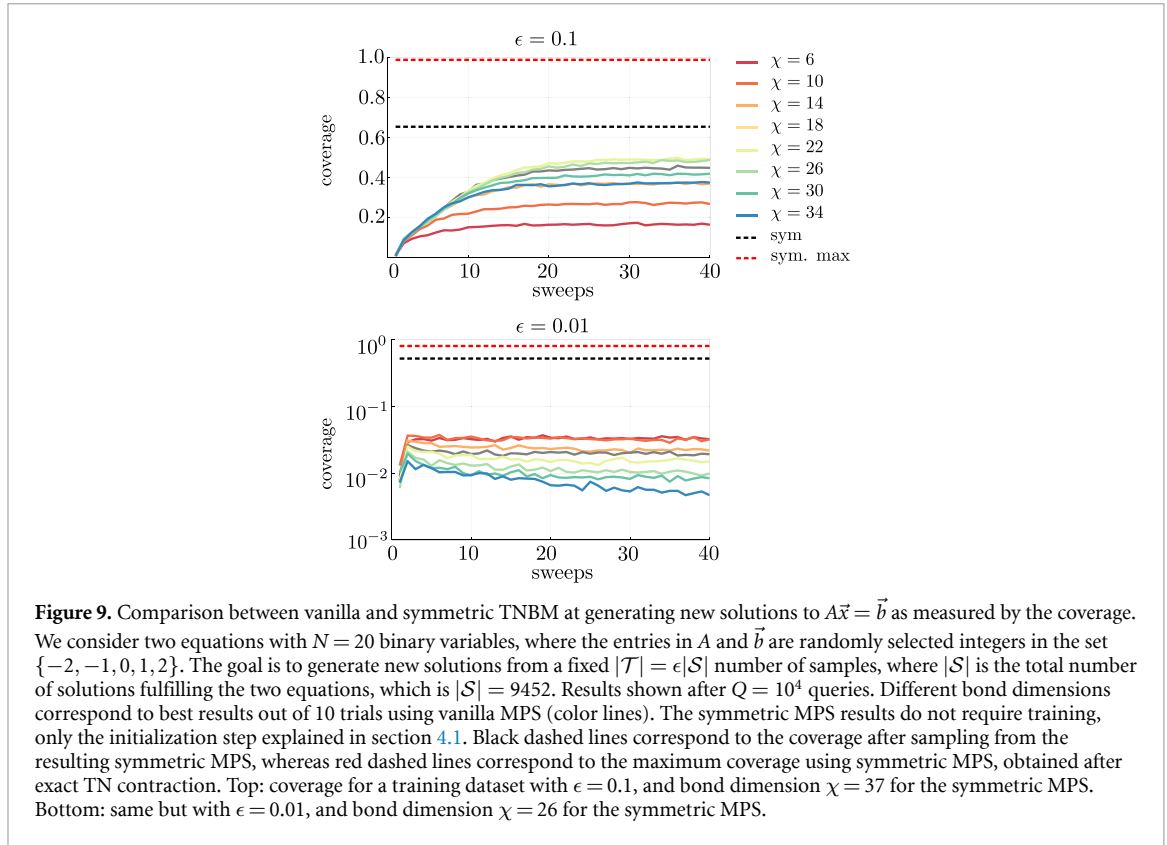 ϵ = 0.1
1.0
0.8
0.6
0.4
0.2
coverage
0 10 20 30 40
sweeps
χ = 6
χ = 10
χ = 14
χ = 18
χ = 22
χ = 26
χ = 30
χ = 34
sym
sym. max
ϵ = 0.01
10⁰
10⁻¹
10⁻²
10⁻³
coverage
0 10 20 30 40
sweeps
Figure 9. Comparison between vanilla and symmetric TNBM at generating new solutions to Ax⃗ = b⃗ as measured by the coverage.
We consider two equations with N = 20 binary variables, where the entries in A and b⃗ are randomly selected integers in the set
{−2, −1, 0, 1, 2}. The goal is to generate new solutions from a fixed |𝒯| = ϵ|𝒮| number of samples, where |𝒮| is the total number
of solutions fulfilling the two equations, which is |𝒮| = 9452. Results shown after Q = 10⁴ queries. Different bond dimensions
correspond to best results out of 10 trials using vanilla MPS (color lines). The symmetric MPS results do not require training,
only the initialization step explained in section 4.1. Black dashed lines correspond to the coverage after sampling from the
resulting symmetric MPS, whereas red dashed lines correspond to the maximum coverage using symmetric MPS, obtained after
exact TN contraction. Top: coverage for a training dataset with ϵ = 0.1, and bond dimension χ = 37 for the symmetric MPS.
Bottom: same but with ϵ = 0.01, and bond dimension χ = 26 for the symmetric MPS.